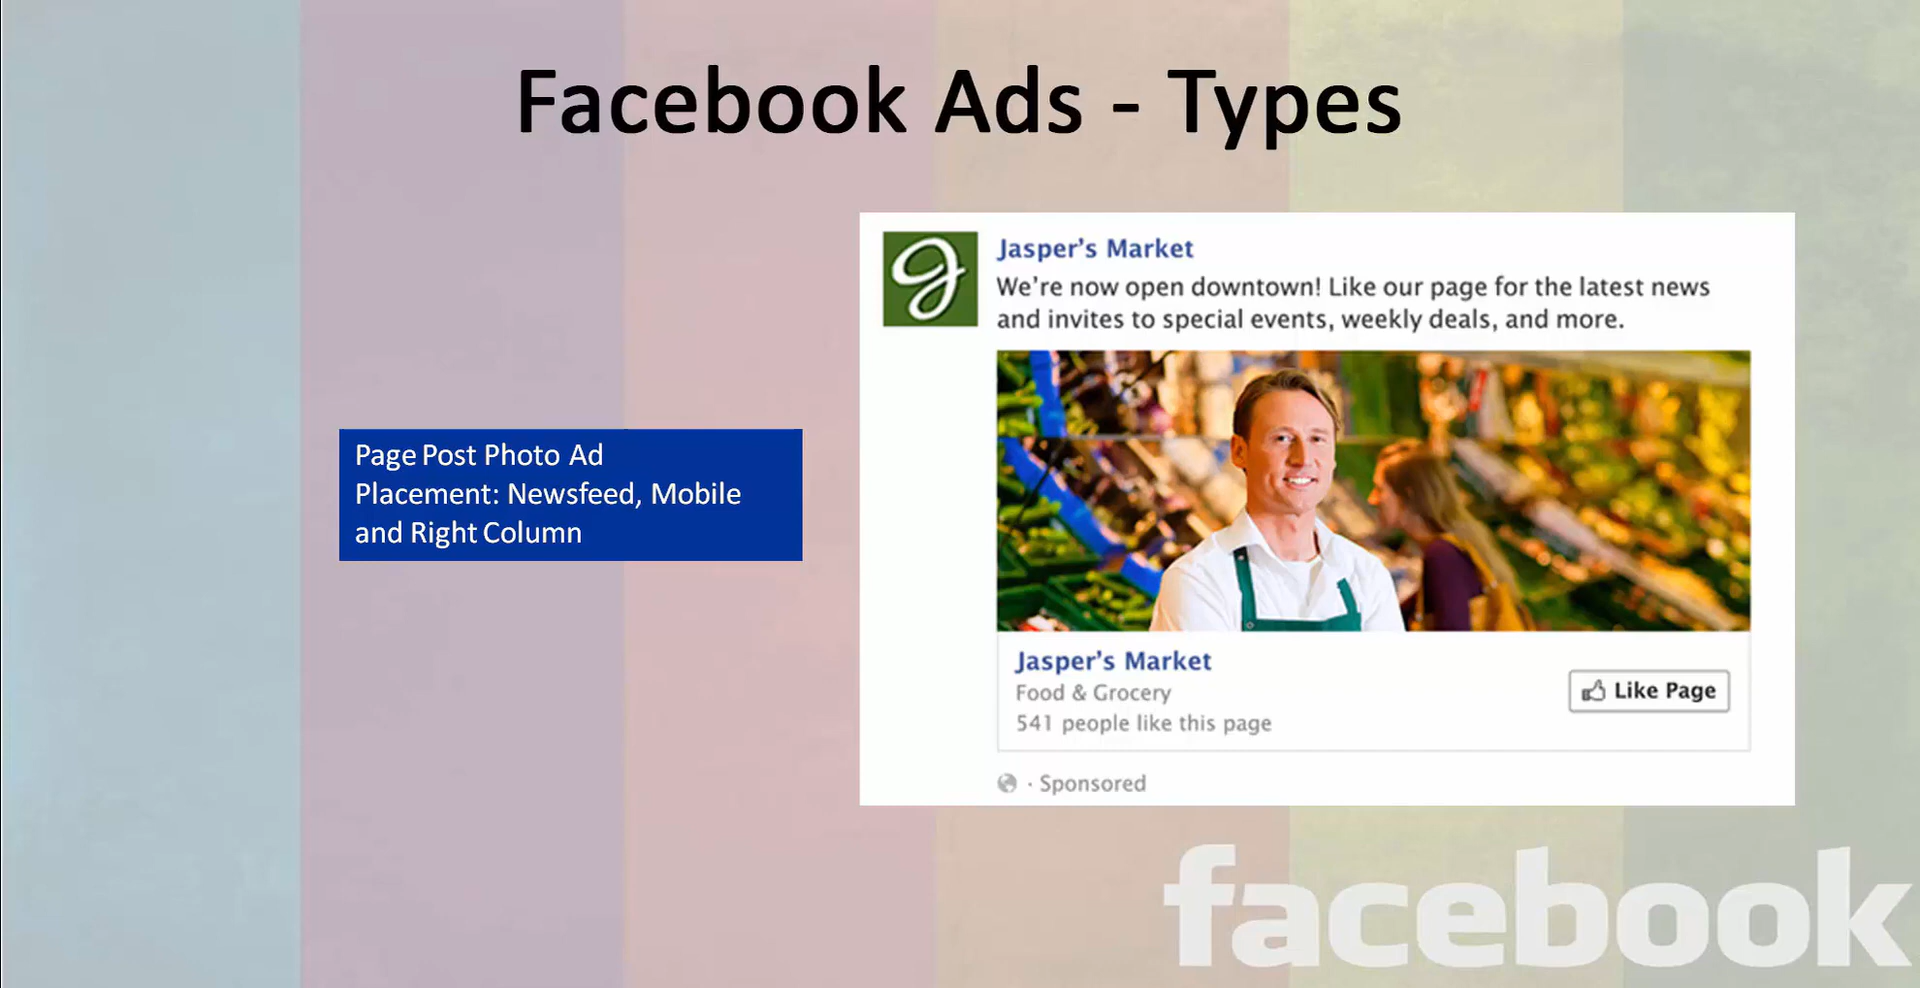 Facebook Ads - Types
Page Post Photo Ad
Placement: Newsfeed, Mobile
and Right Column
Jasper's Market
We're now open downtown! Like our page for the latest news
and invites to special events, weekly deals, and more.
Jasper's Market
Food & Grocery
541 people like this page
Like Page
· Sponsored
facebook